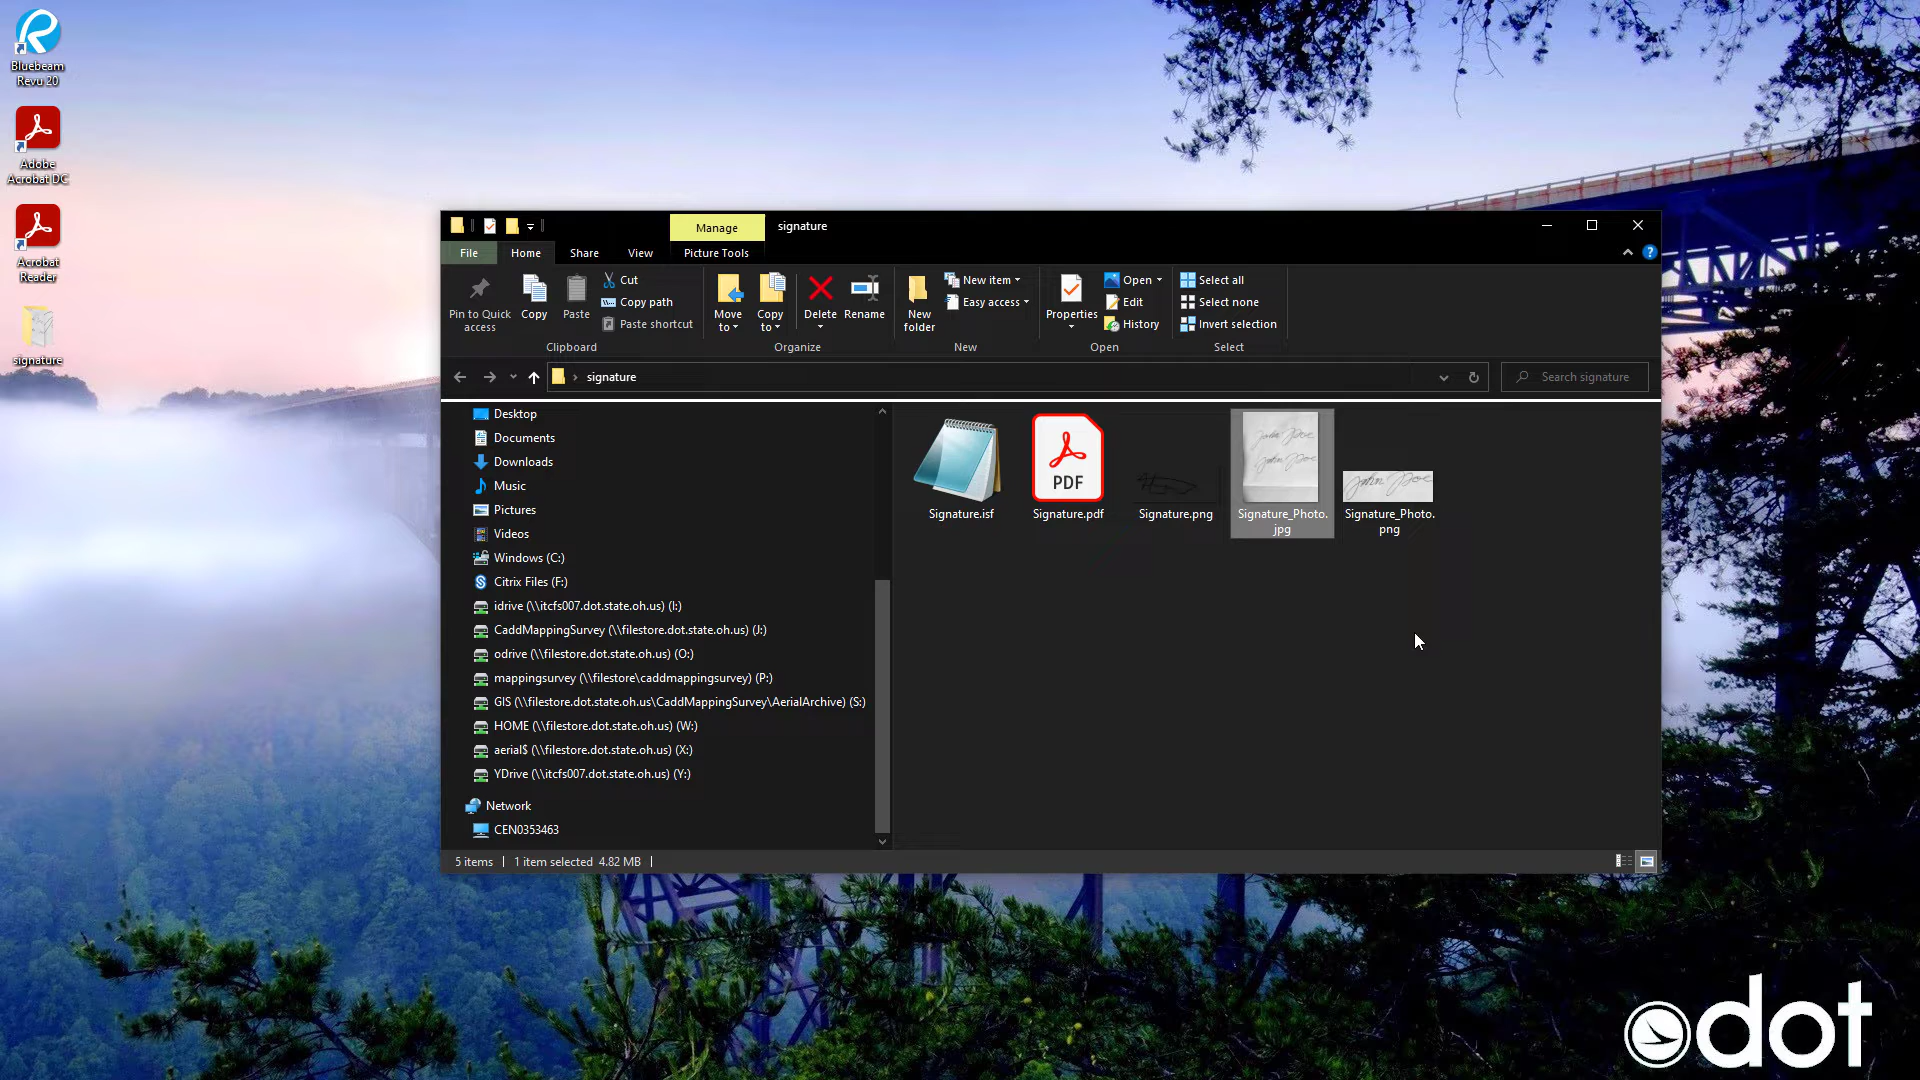 Bluebeam
Revu 20
Adobe
Acrobat DC
Acrobat
Reader
signature
Manage
signature
File
Home
Share
View
Picture Tools
Pin to Quick
access
Copy
Paste
Cut
Copy path
Paste shortcut
Clipboard
Move
to
Copy
to
Delete
Rename
Organize
New
folder
New item
Easy access
New
Properties
Open
Edit
History
Open
Select all
Select none
Invert selection
Select
signature
Search signature
Desktop
Documents
Downloads
Music
Pictures
Videos
Windows (C:)
Citrix Files (F:)
idrive (\\itcfs007.dot.state.oh.us) (I:)
CaddMappingSurvey (\\filestore.dot.state.oh.us) (J:)
odrive (\\filestore.dot.state.oh.us) (O:)
mappingsurvey (\\filestore\caddmappingsurvey) (P:)
GIS (\\filestore.dot.state.oh.us\CaddMappingSurvey\AerialArchive) (S:)
HOME (\\filestore.dot.state.oh.us) (W:)
aerial$ (\\filestore.dot.state.oh.us) (X:)
YDrive (\\itcfs007.dot.state.oh.us) (Y:)
Network
CEN0353463
Signature.isf
PDF
Signature.pdf
Signature.png
John Doe
John Doe
Signature_Photo.
jpg
John Doe
Signature_Photo.
png
5 items
1 item selected 4.82 MB
odot